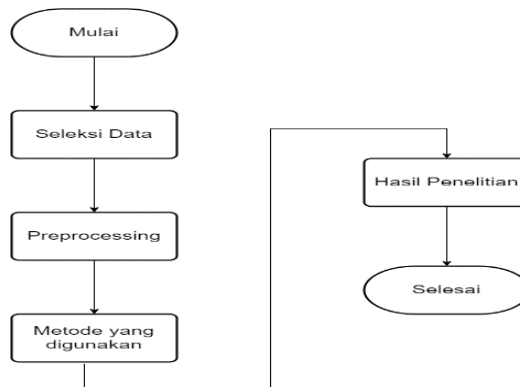 Mulai
Seleksi Data
Preprocessing
Metode yang
digunakan
Hasil Penelitian
Selesai